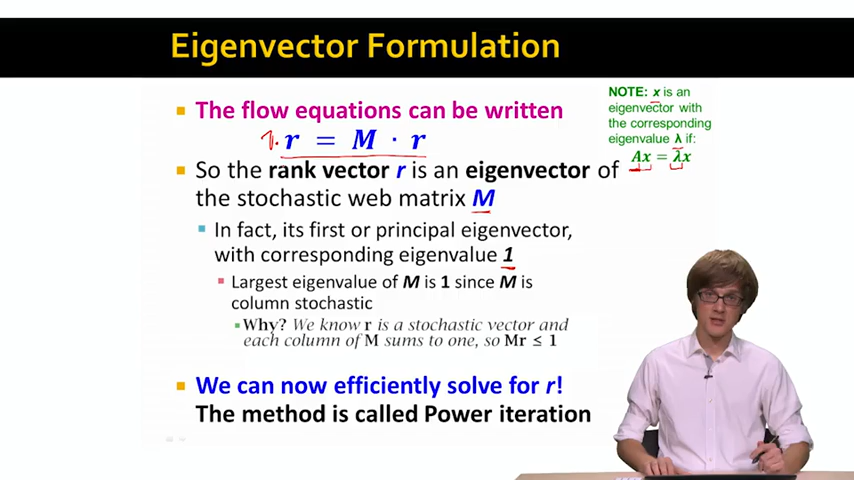 Eigenvector Formulation
The flow equations can be written
1· r = M · r
So the rank vector r is an eigenvector of
the stochastic web matrix M
In fact, its first or principal eigenvector,
with corresponding eigenvalue 1
Largest eigenvalue of M is 1 since M is
column stochastic
Why? We know r is a stochastic vector and
each column of M sums to one, so Mr ≤ 1
We can now efficiently solve for r!
The method is called Power iteration
NOTE: x is an
eigenvector with
the corresponding
eigenvalue λ if:
Ax = λx